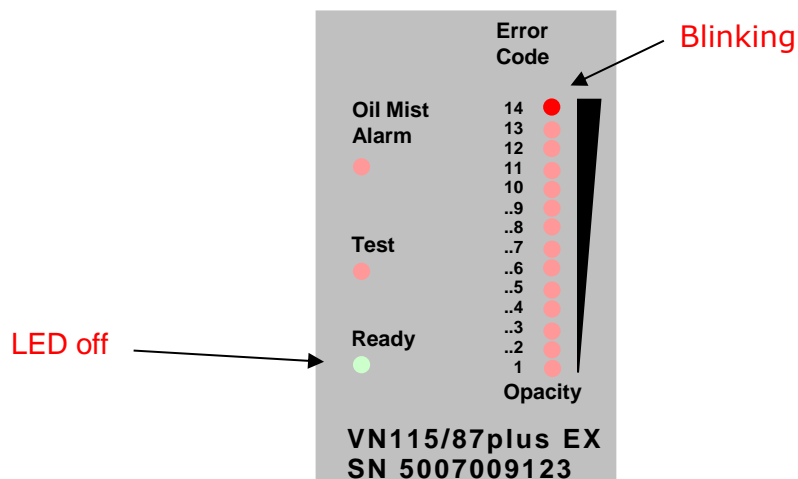 Error
Code
Blinking
Oil Mist
Alarm
14
13
12
11
10
..9
..8
Test
..7
..6
..5
..4
..3
Ready
LED off
..2
1
Opacity
VN115/87plus EX
SN 5007009123